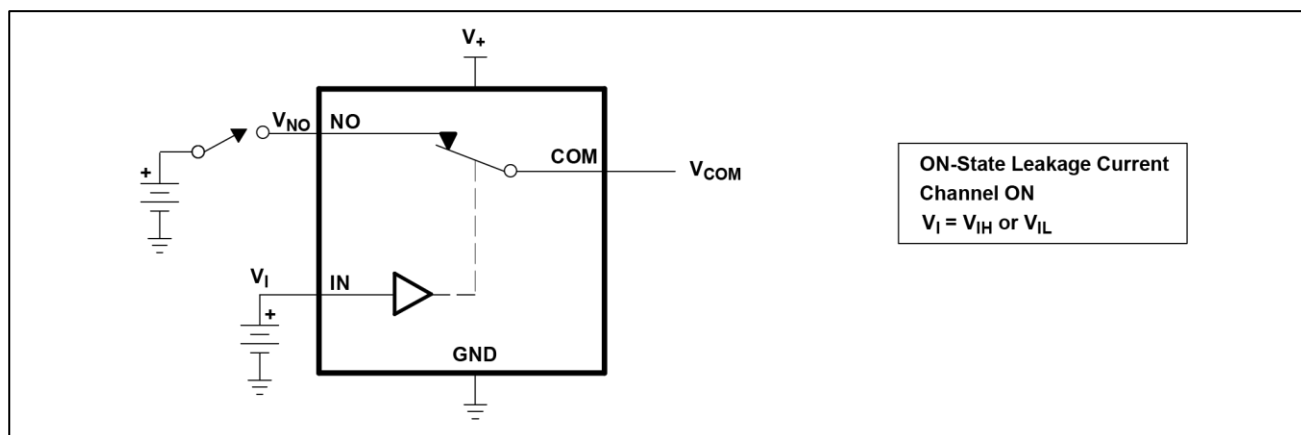 V+
VNO NO
COM
VCOM
+
VI IN
+
GND
ON-State Leakage Current
Channel ON
VI = VIH or VIL